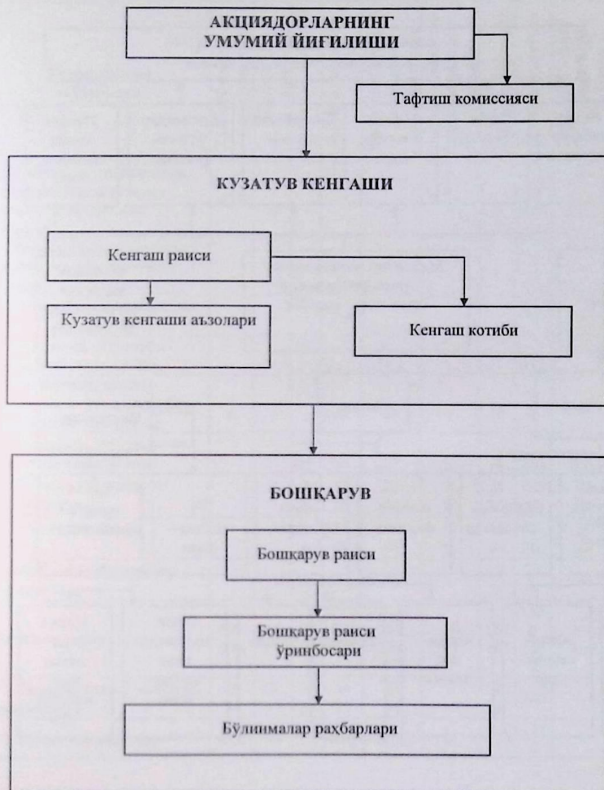 АКЦИЯДОРЛАРНИНГ
УМУМИЙ ЙИҒИЛИШИ
Тафтиш комиссияси
КУЗАТУВ КЕНГАШИ
Кенгаш раиси
Кузатув кенгаши аъзолари
Кенгаш котиби
БОШҚАРУВ
Бошқарув раиси
Бошқарув раиси
ўринбосари
Бўлинмалар раҳбарлари